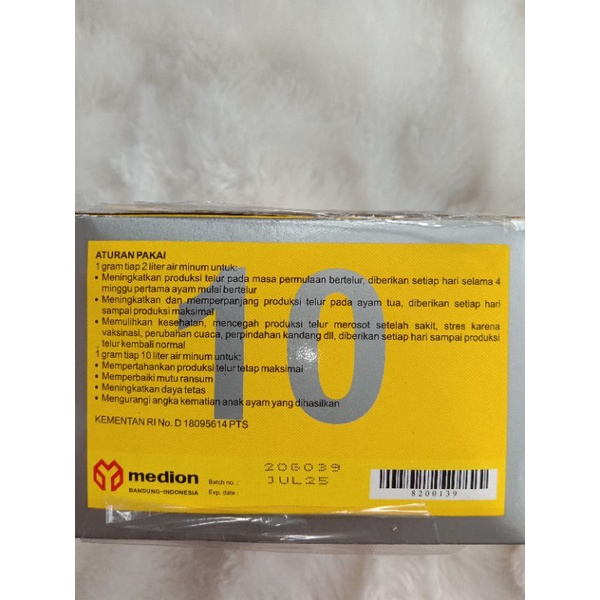 10
ATURAN PAKAI
1 gram tiap 2 liter air minum untuk:
• Meningkatkan produksi telur pada masa permulaan bertelur, diberikan setiap hari selama 4
minggu pertama ayam mulai bertelur
• Meningkatkan dan memperpanjang produksi telur pada ayam tua, diberikan setiap hari
sampai produksi maksimal
• Memulihkan kesehatan, mencegah produksi telur merosot setelah sakit, stres karena
vaksinasi, perubahan cuaca, perpindahan kandang dll, diberikan setiap hari sampai produksi
telur kembali normal
1 gram tiap 10 liter air minum untuk:
• Mempertahankan produksi telur tetap maksimal
• Memperbaiki mutu ransum
• Meningkatkan daya tetas
• Mengurangi angka kematian anak ayam yang dihasilkan
KEMENTAN RI No. D 18095614 PTS
medion
BANDUNG-INDONESIA
Batch no. : 20G039
Exp. date : JUL25
8200139